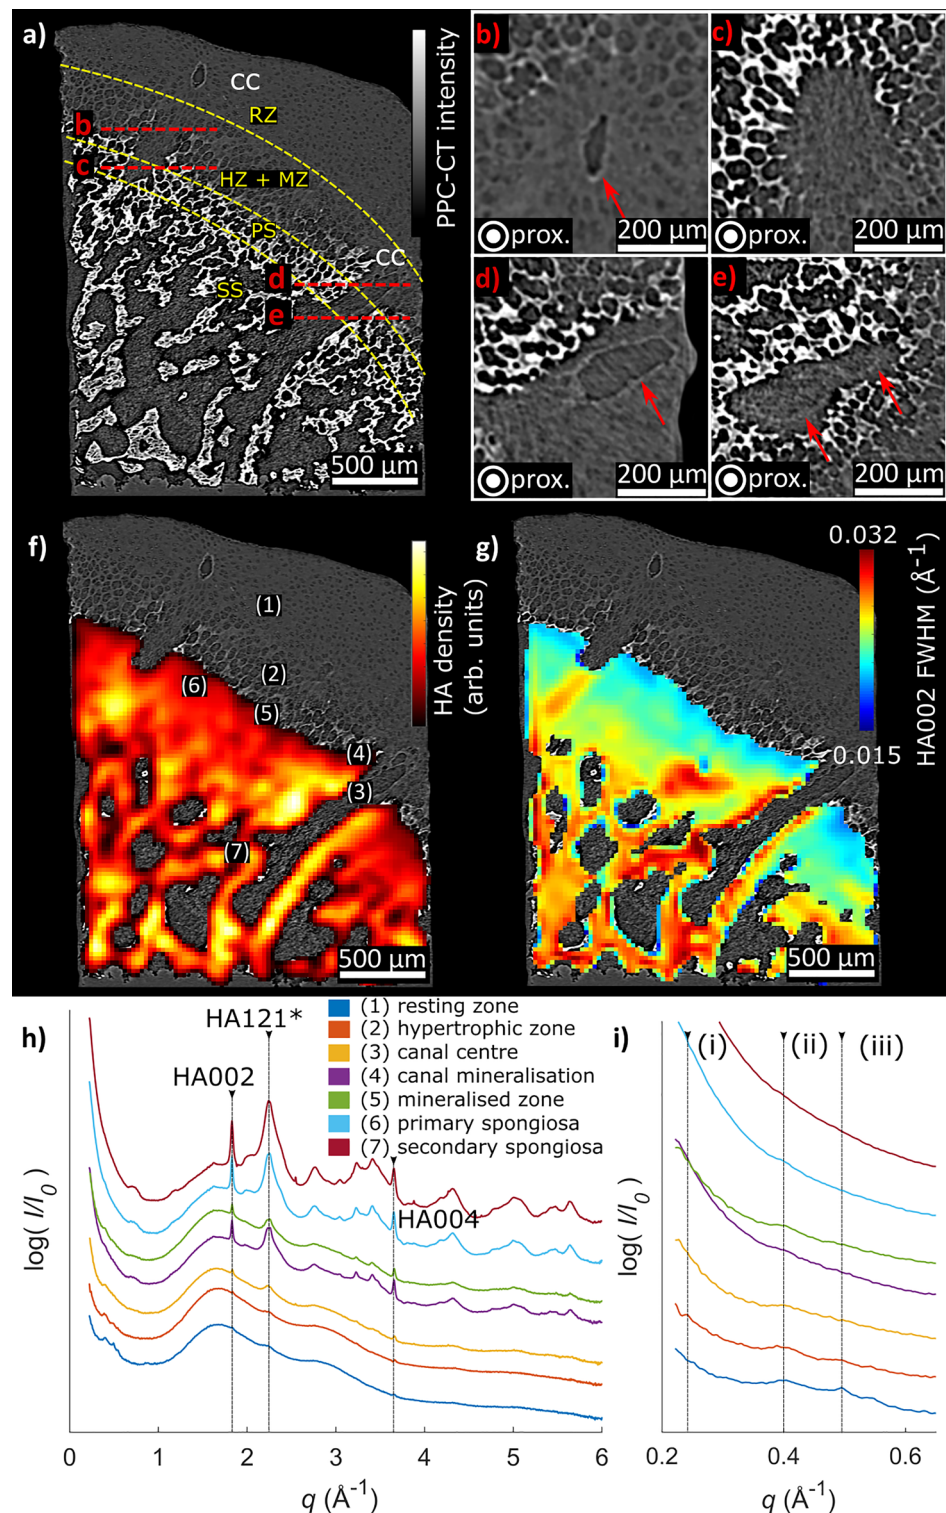 a)
CC
RZ
b
c
HZ + MZ
PS
CC
d
SS
e
500 μm
PPC-CT intensity
b)
prox.
200 μm
c)
prox.
200 μm
d)
prox.
200 μm
e)
prox.
200 μm
f)
(1)
(2)
(6)
(5)
(4)
(3)
(7)
HA density
(arb. units)
500 μm
g)
0.032
0.015
HA002 FWHM (Å⁻¹)
500 μm
h)
HA121*
HA002
HA004
(1) resting zone
(2) hypertrophic zone
(3) canal centre
(4) canal mineralisation
(5) mineralised zone
(6) primary spongiosa
(7) secondary spongiosa
log( I/I₀ )
0 1 2 3 4 5 6
q (Å⁻¹)
i)
(i) (ii) (iii)
log( I/I₀ )
0.2 0.4 0.6
q (Å⁻¹)